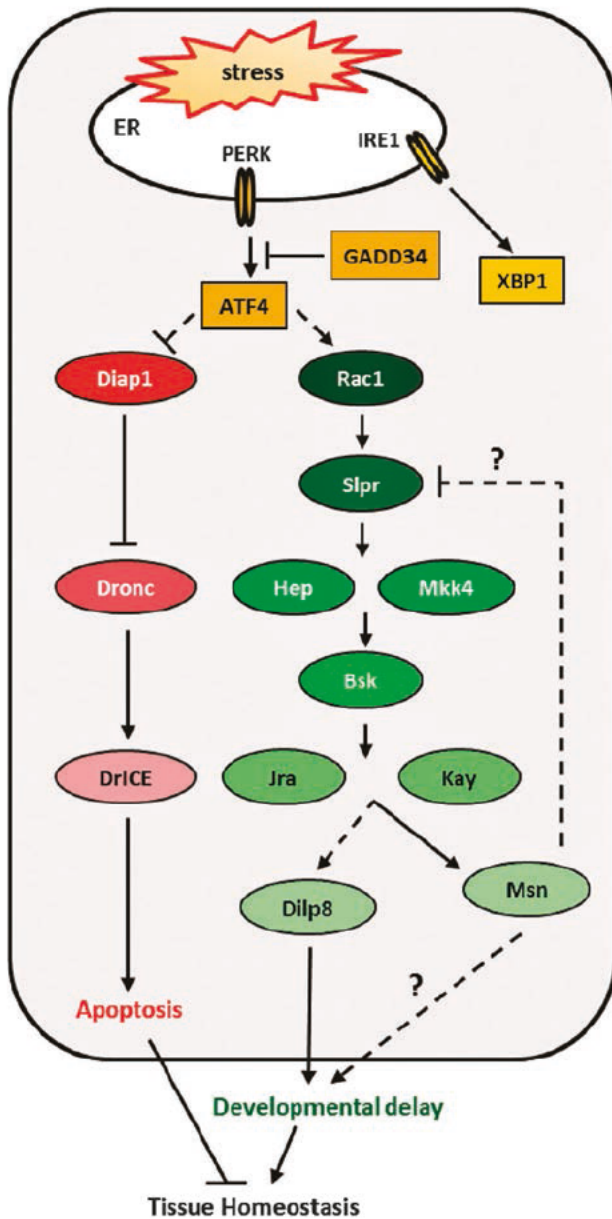 stress
ER
PERK
IRE1
GADD34
XBP1
ATF4
Diap1
Rac1
?
Slpr
Dronc
Hep
Mkk4
Bsk
DrICE
Jra
Kay
Dilp8
Msn
?
Apoptosis
Developmental delay
Tissue Homeostasis